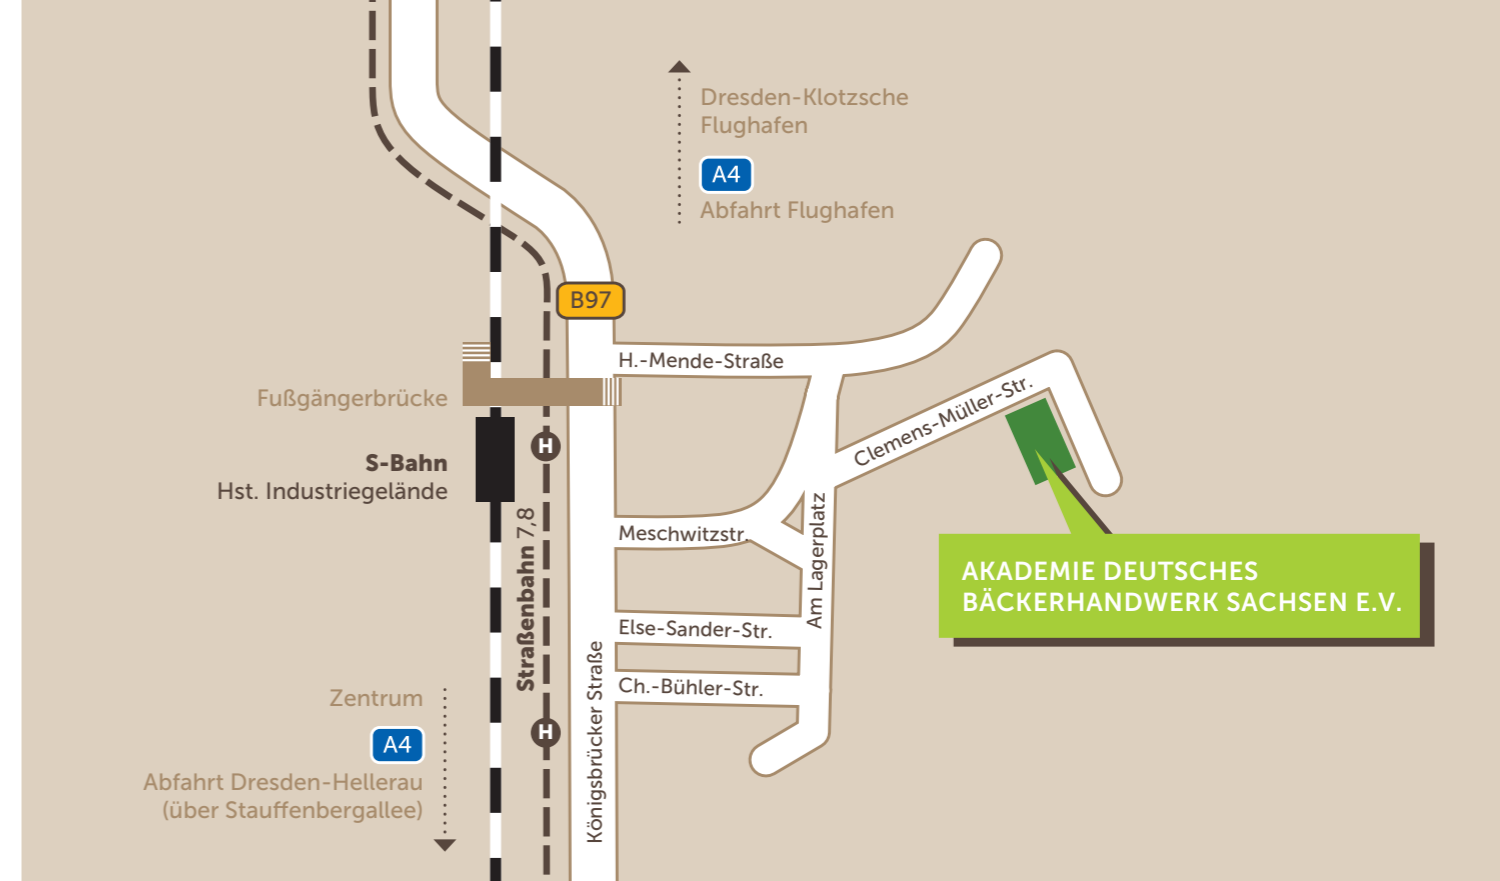 Dresden-Klotzsche
Flughafen
A4
Abfahrt Flughafen
B97
H.-Mende-Straße
Clemens-Müller-Str.
Fußgängerbrücke
H
S-Bahn
Hst. Industriegelände
Straßenbahn 7,8
Meschwitzstr.
Am Lagerplatz
AKADEMIE DEUTSCHES
BÄCKERHANDWERK SACHSEN E.V.
Else-Sander-Str.
Ch.-Bühler-Str.
Königsbrücker Straße
H
Zentrum
A4
Abfahrt Dresden-Hellerau
(über Stauffenbergallee)